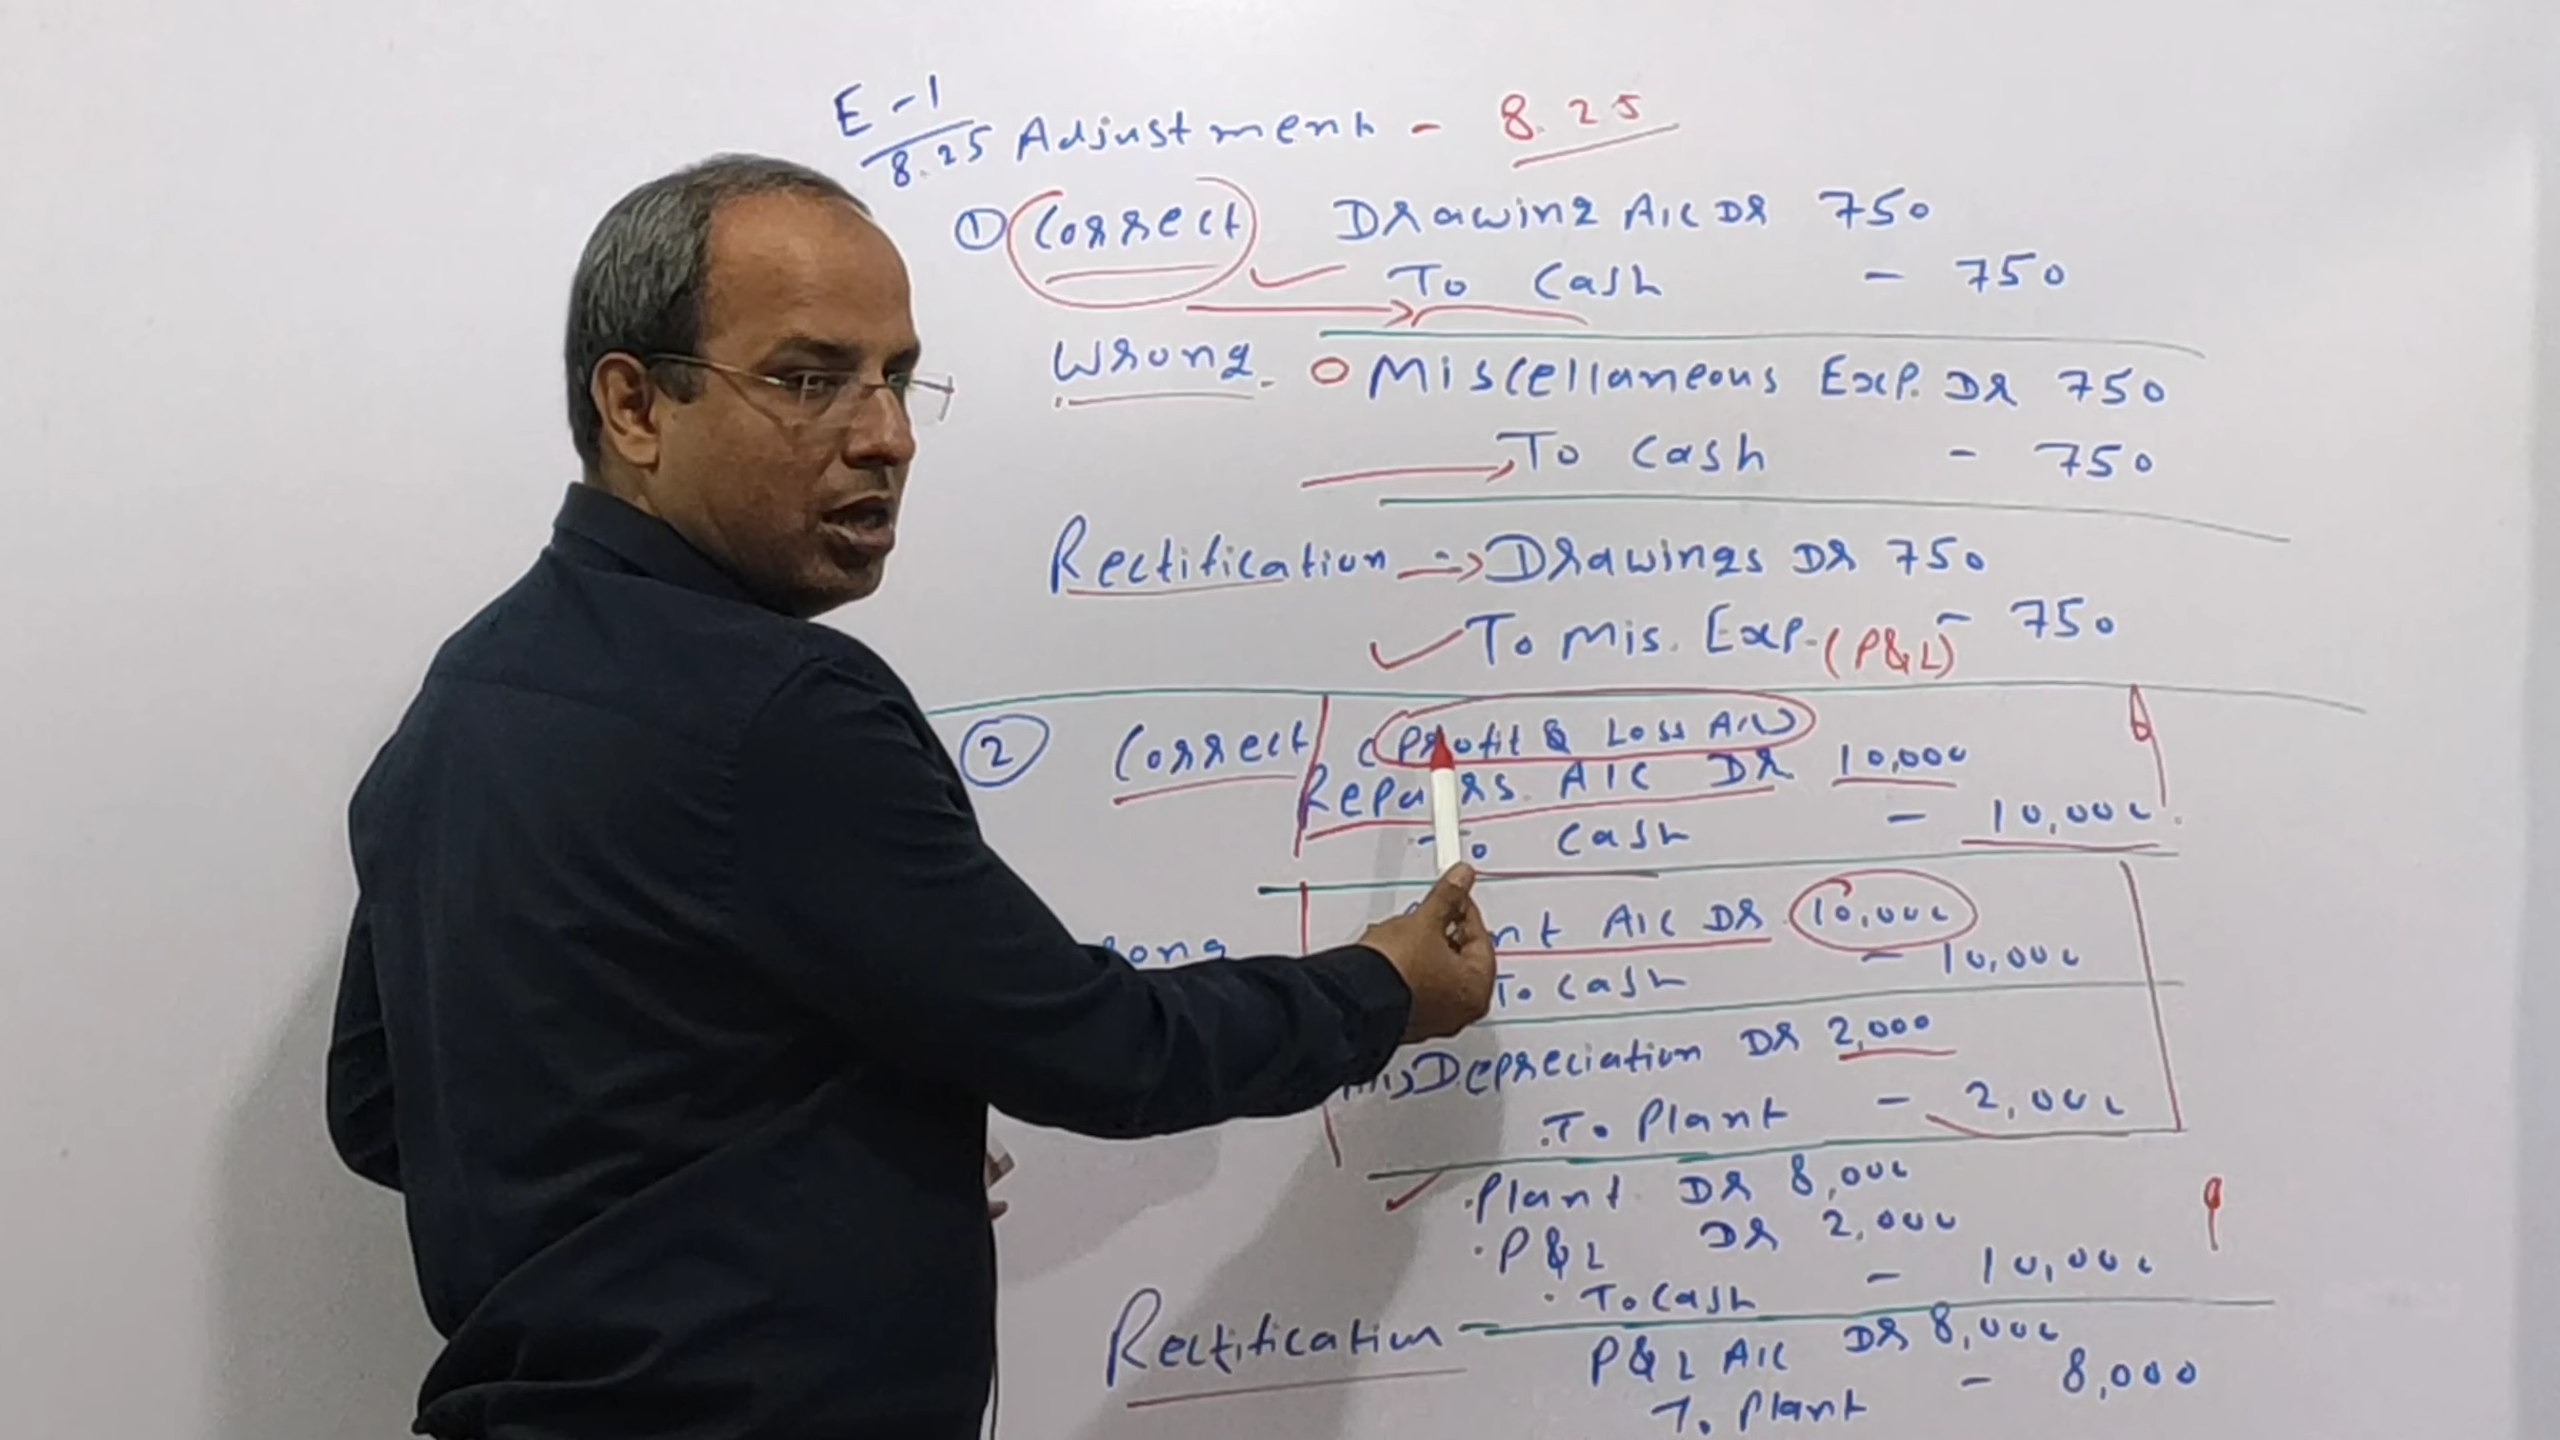 E-1
8.25 Adjustment - 8.25
① Correct Drawing A/C DR 750
To Cash - 750
Wrong. Miscellaneous Exp. DR 750
To Cash - 750
Rectification → Drawings DR 750
To Mis. Exp. (P&L) - 750
② Correct (Profit & Loss A/C)
Repairs A/C DR 10,000
To Cash - 10,000
A/C DR 10,000
To Cash - 10,000
Depreciation DR 2,000
To Plant - 2,000
Plant DR 8,000
P&L DR 2,000
To Cash - 10,000
Rectification - P&L A/C DR 8,000
To Plant - 8,000